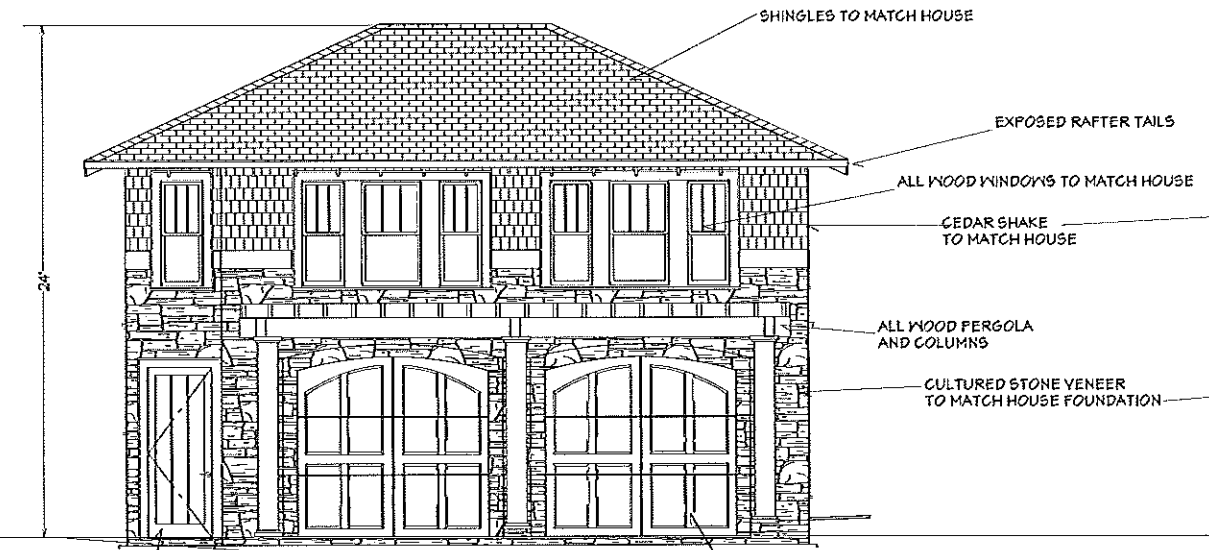 SHINGLES TO MATCH HOUSE
EXPOSED RAFTER TAILS
ALL WOOD WINDOWS TO MATCH HOUSE
CEDAR SHAKE
TO MATCH HOUSE
24'
ALL WOOD PERGOLA
AND COLUMNS
CULTURED STONE VENEER
TO MATCH HOUSE FOUNDATION